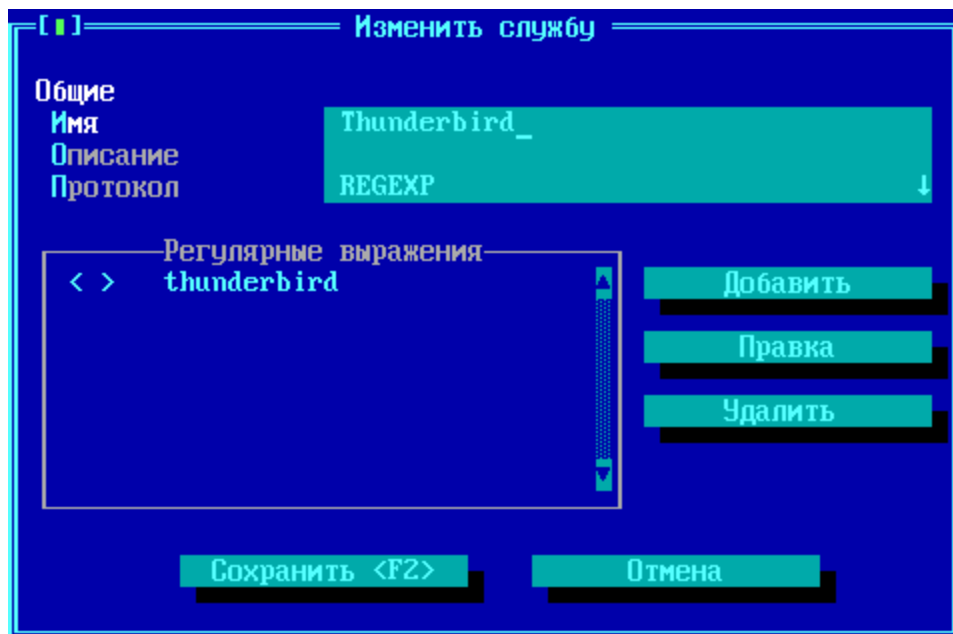 [▮] Изменить службу
Общие
Имя Thunderbird_
Описание
Протокол REGEXP ↓
Регулярные выражения
< > thunderbird
Добавить
Правка
Удалить
Сохранить <F2> Отмена